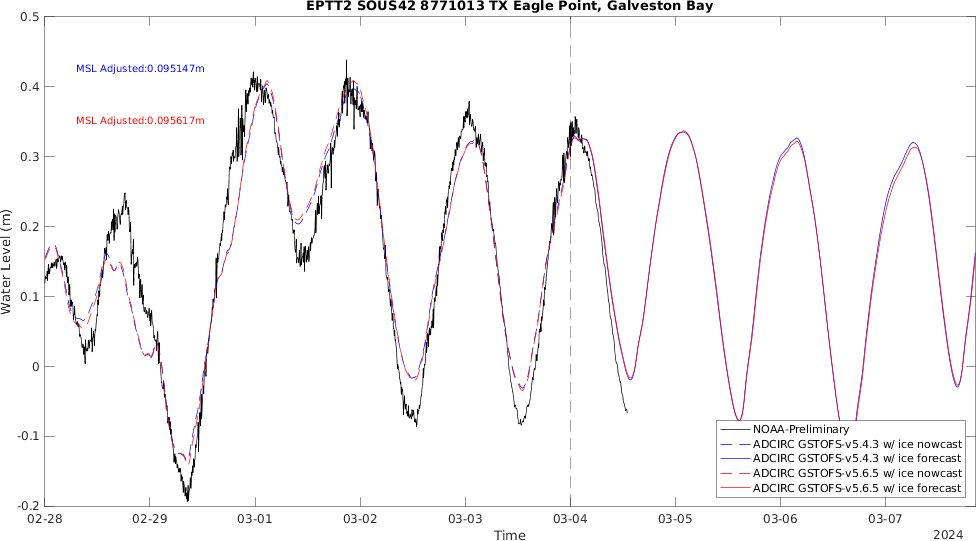 EPTT2 SOUS42 8771013 TX Eagle Point, Galveston Bay
0.5
0.4
0.3
0.2
0.1
0
-0.1
-0.2
Water Level (m)
MSL Adjusted:0.095147m
MSL Adjusted:0.095617m
NOAA-Preliminary
ADCIRC GSTOFS-v5.4.3 w/ ice nowcast
ADCIRC GSTOFS-v5.4.3 w/ ice forecast
ADCIRC GSTOFS-v5.6.5 w/ ice nowcast
ADCIRC GSTOFS-v5.6.5 w/ ice forecast
02-28 02-29 03-01 03-02 03-03 03-04 03-05 03-06 03-07
Time
2024